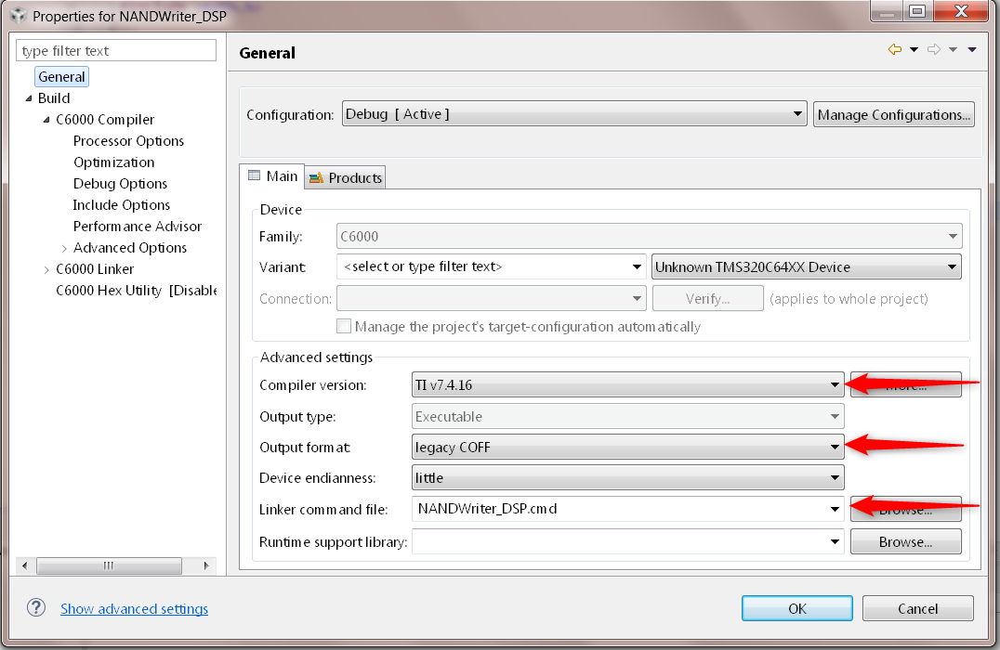 Properties for NANDWriter_DSP
type filter text
General
Build
C6000 Compiler
Processor Options
Optimization
Debug Options
Include Options
Performance Advisor
Advanced Options
C6000 Linker
C6000 Hex Utility [Disable
General
Configuration: Debug [ Active ] Manage Configurations...
Main Products
Device
Family: C6000
Variant: <select or type filter text> Unknown TMS320C64XX Device
Connection: Verify... (applies to whole project)
Manage the project's target-configuration automatically
Advanced settings
Compiler version: TI v7.4.16 More...
Output type: Executable
Output format: legacy COFF
Device endianness: little
Linker command file: NANDWriter_DSP.cmd Browse...
Runtime support library: Browse...
Show advanced settings OK Cancel